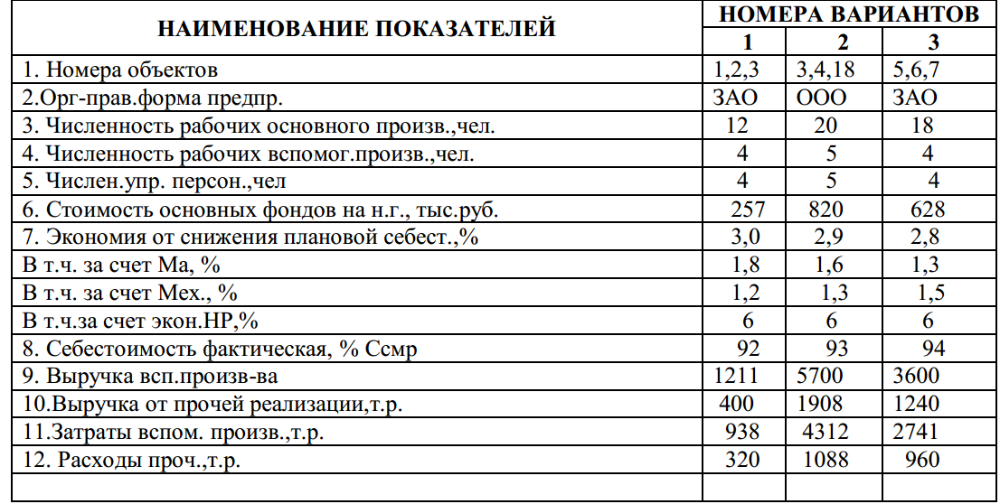 НАИМЕНОВАНИЕ ПОКАЗАТЕЛЕЙ НОМЕРА ВАРИАНТОВ
1 2 3
1. Номера объектов 1,2,3 3,4,18 5,6,7
2.Орг-прав.форма предпр. ЗАО ООО ЗАО
3. Численность рабочих основного произв.,чел. 12 20 18
4. Численность рабочих вспомог.произв.,чел. 4 5 4
5. Числен.упр. персон.,чел 4 5 4
6. Стоимость основных фондов на н.г., тыс.руб. 257 820 628
7. Экономия от снижения плановой себест.,% 3,0 2,9 2,8
В т.ч. за счет Ма, % 1,8 1,6 1,3
В т.ч. за счет Мех., % 1,2 1,3 1,5
В т.ч.за счет экон.НР,% 6 6 6
8. Себестоимость фактическая, % Ссмр 92 93 94
9. Выручка всп.произв-ва 1211 5700 3600
10.Выручка от прочей реализации,т.р. 400 1908 1240
11.Затраты вспом. произв.,т.р. 938 4312 2741
12. Расходы проч.,т.р. 320 1088 960